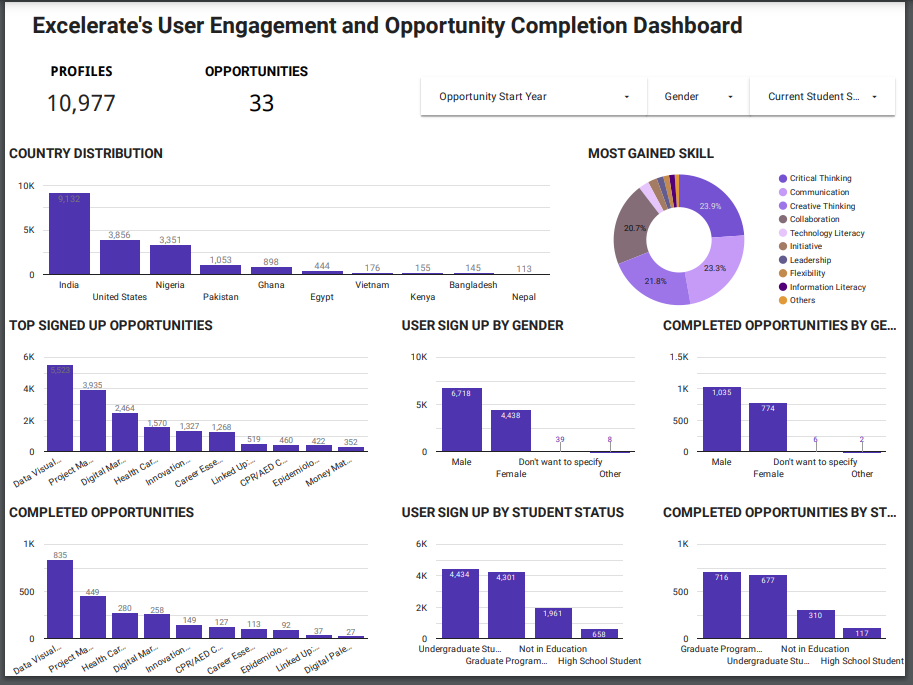 Excelerate's User Engagement and Opportunity Completion Dashboard
PROFILES
10,977
OPPORTUNITIES
33
Opportunity Start Year
Gender
Current Student S...
COUNTRY DISTRIBUTION
10K
5K
0
9,132
3,856
3,351
1,053
898
444
176
155
145
113
India
United States
Nigeria
Pakistan
Ghana
Egypt
Vietnam
Kenya
Bangladesh
Nepal
MOST GAINED SKILL
23.9%
23.3%
21.8%
20.7%
Critical Thinking
Communication
Creative Thinking
Collaboration
Technology Literacy
Initiative
Leadership
Flexibility
Information Literacy
Others
TOP SIGNED UP OPPORTUNITIES
6K
4K
2K
0
5,523
3,935
2,464
1,570
1,327
1,268
519
460
422
352
Data Visual...
Project Ma...
Digital Mar...
Health Car...
Innovation...
Career Esse...
Linked Up:...
CPR/AED C...
Epidemiolo...
Money Mat...
USER SIGN UP BY GENDER
10K
5K
0
6,718
4,438
39
8
Male
Female
Don't want to specify
Other
COMPLETED OPPORTUNITIES BY GE...
1.5K
1K
500
0
1,035
774
6
2
Male
Female
Don't want to specify
Other
COMPLETED OPPORTUNITIES
1K
500
0
835
449
280
258
149
127
113
92
37
27
Data Visual...
Project Ma...
Health Car...
Digital Mar...
Innovation...
CPR/AED C...
Career Esse...
Epidemiolo...
Linked Up:...
Digital Pale...
USER SIGN UP BY STUDENT STATUS
6K
4K
2K
0
4,434
4,301
1,961
658
Undergraduate Stu...
Graduate Program...
Not in Education
High School Student
COMPLETED OPPORTUNITIES BY ST...
1K
500
0
716
677
310
117
Graduate Program...
Undergraduate Stu...
Not in Education
High School Student